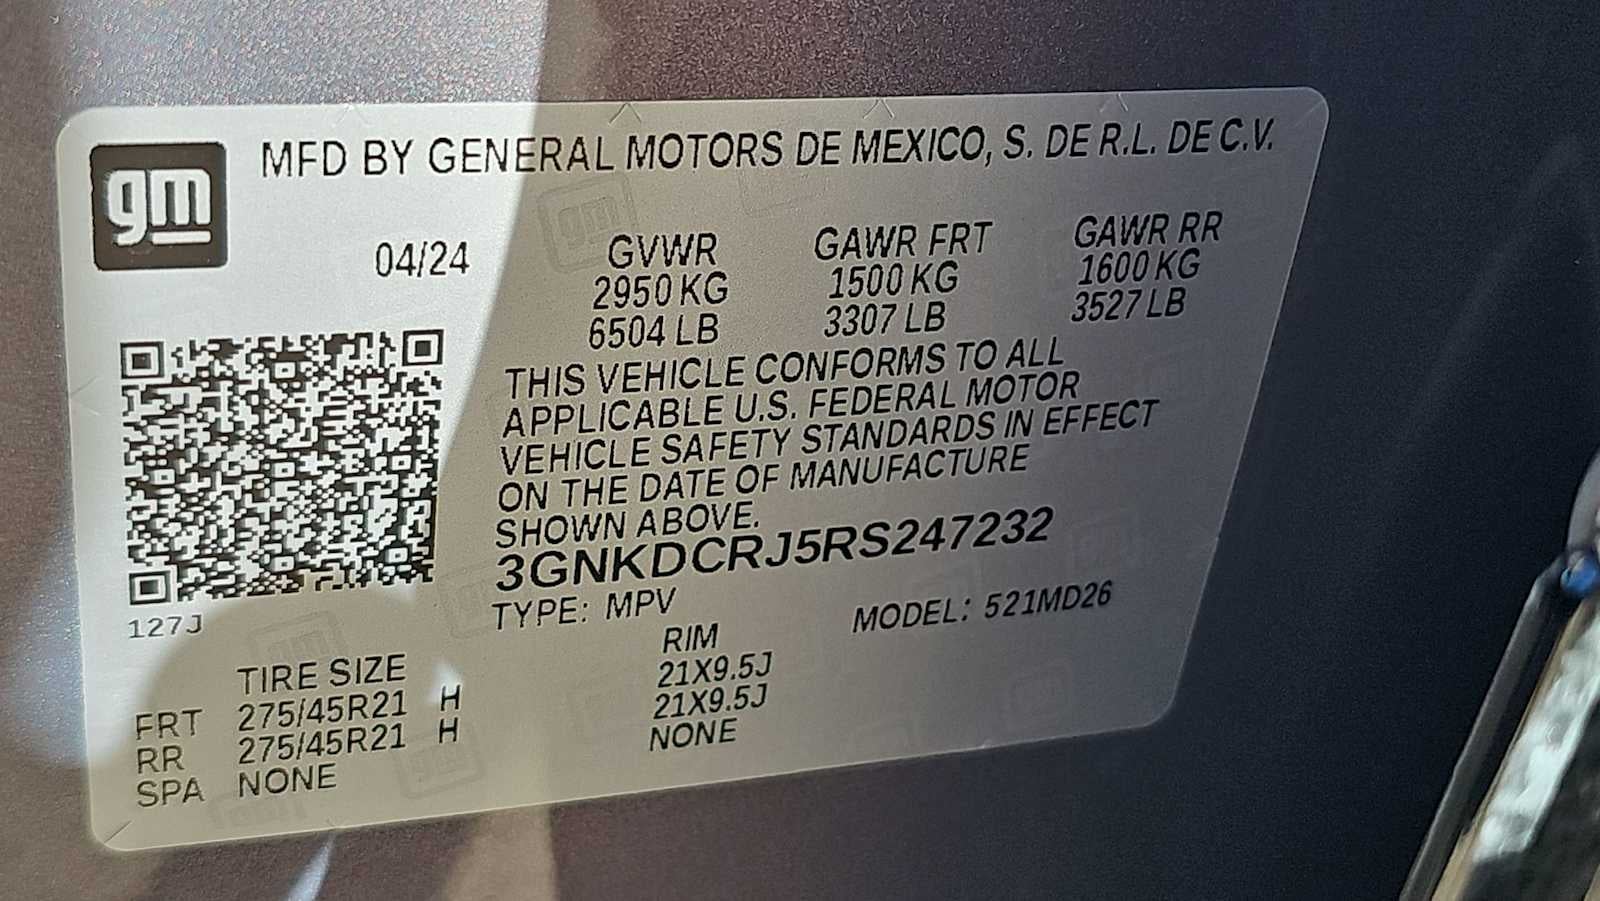 gm
MFD BY GENERAL MOTORS DE MEXICO, S. DE R.L. DE C.V.
04/24 GVWR GAWR FRT GAWR RR
2950 KG 1500 KG 1600 KG
6504 LB 3307 LB 3527 LB
THIS VEHICLE CONFORMS TO ALL
APPLICABLE U.S. FEDERAL MOTOR
VEHICLE SAFETY STANDARDS IN EFFECT
ON THE DATE OF MANUFACTURE
SHOWN ABOVE.
3GNKDCRJ5RS247232
TYPE: MPV MODEL: 521MD26
127J
TIRE SIZE RIM
FRT 275/45R21 H 21X9.5J
RR 275/45R21 H 21X9.5J
SPA NONE NONE